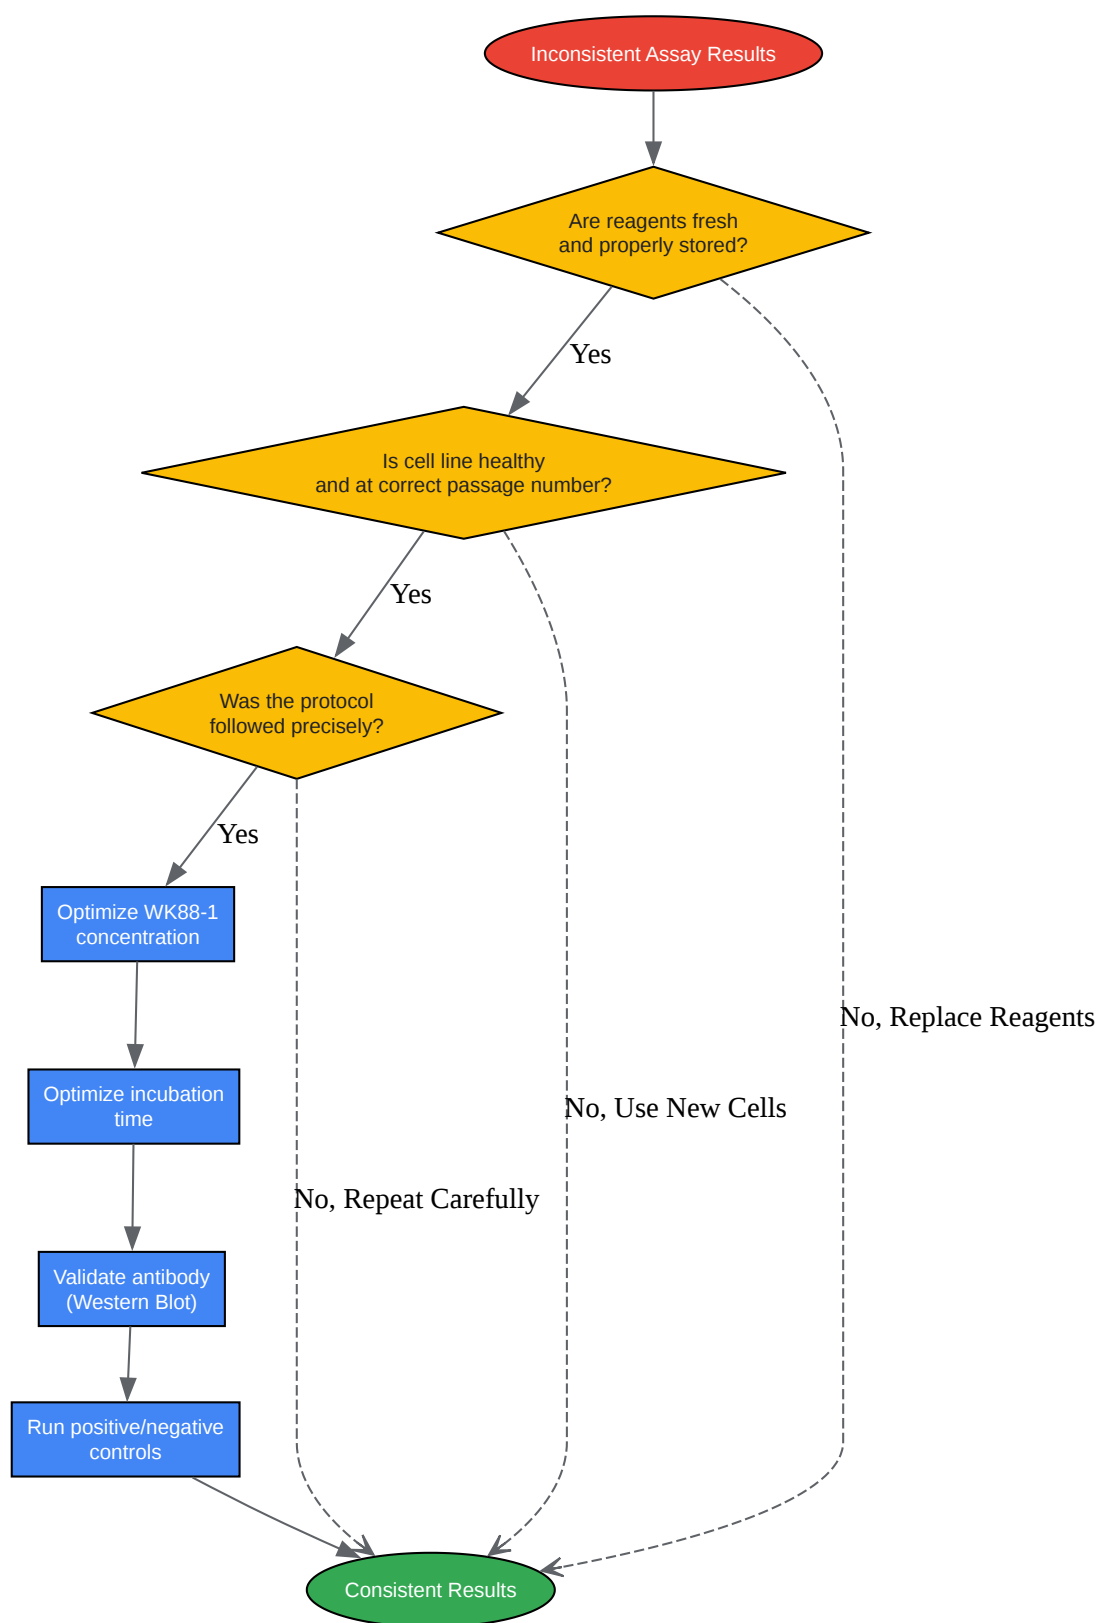 Inconsistent Assay Results
Are reagents fresh
and properly stored?
Yes
Is cell line healthy
and at correct passage number?
Yes
Was the protocol
followed precisely?
Yes
Optimize WK88-1
concentration
No, Replace Reagents
Optimize incubation
time
No, Use New Cells
No, Repeat Carefully
Validate antibody
(Western Blot)
Run positive/negative
controls
Consistent Results